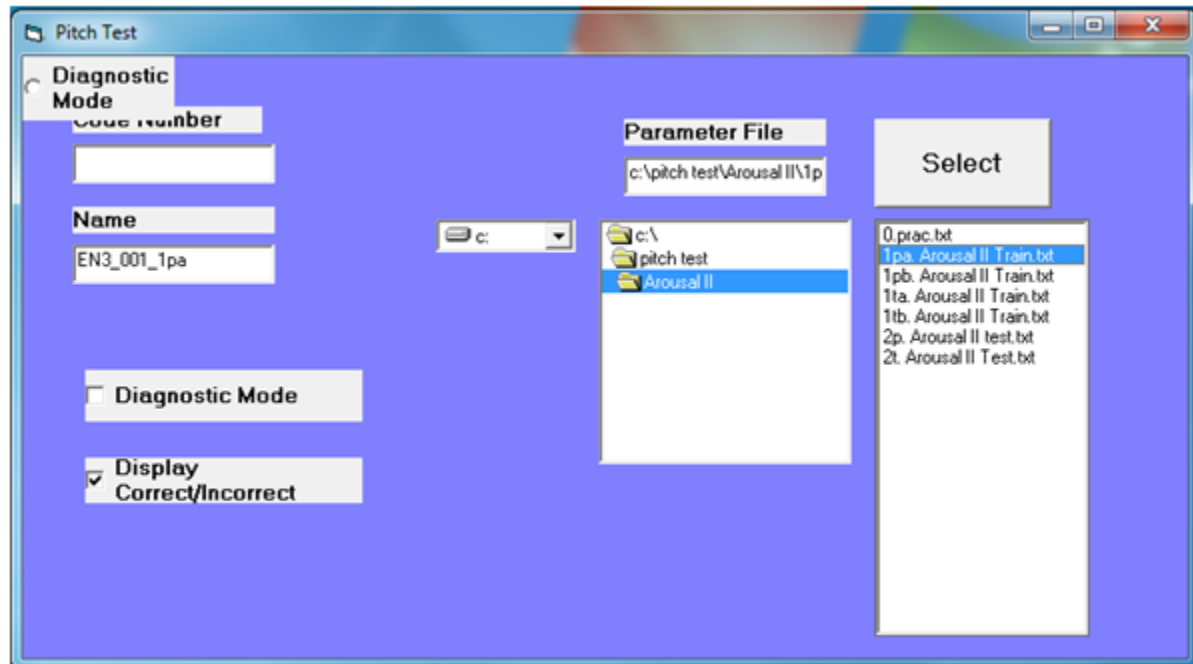 Pitch Test
Diagnostic
Mode
Code Number
Name
EN3_001_1pa
Diagnostic Mode
Display
Correct/Incorrect
c:
Parameter File
c:\pitch test\Arousal II\1p
c:\
pitch test
Arousal II
Select
0.prac.txt
1pa. Arousal II Train.txt
1pb. Arousal II Train.txt
1ta. Arousal II Train.txt
1tb. Arousal II Train.txt
2p. Arousal II test.txt
2t. Arousal II Test.txt